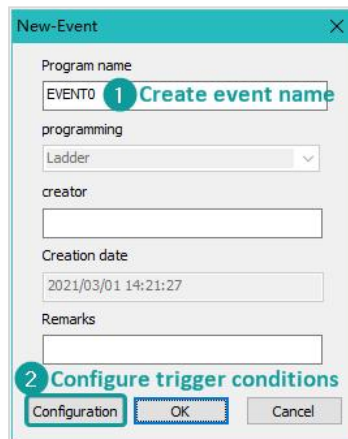 New-Event
Program name
EVENT0 1 Create event name
programming
Ladder
creator
Creation date
2021/03/01 14:21:27
Remarks
2 Configure trigger conditions
Configuration OK Cancel